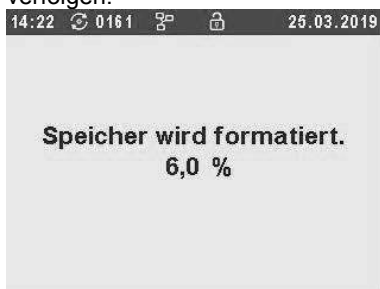 verfolgen.
14:22 0161 25.03.2019
Speicher wird formatiert.
6,0 %